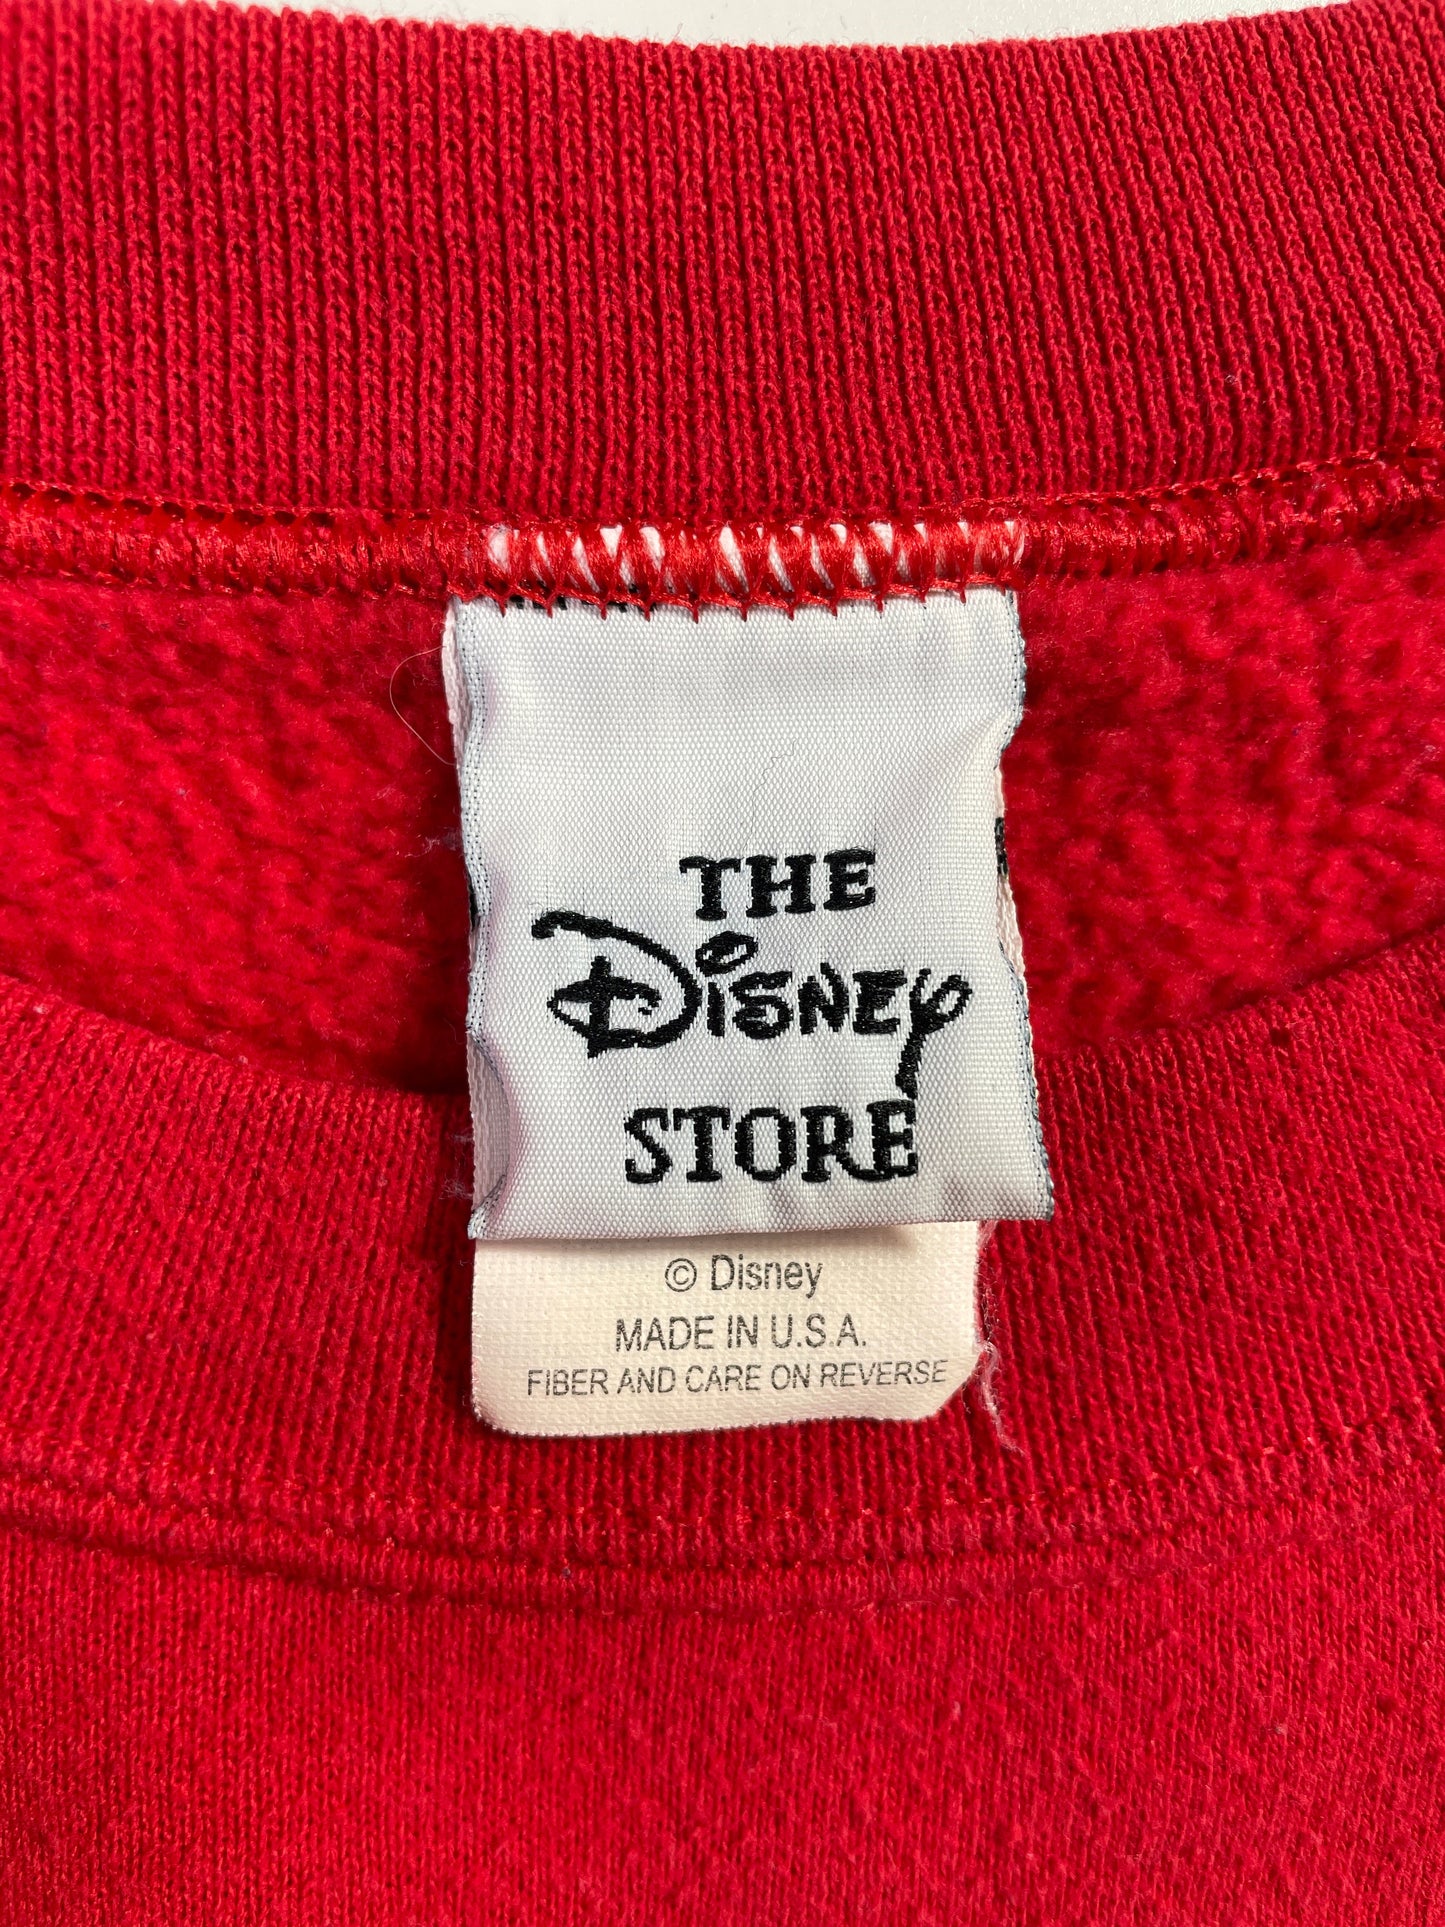 THE
DISNEY
STORE
© Disney
MADE IN U.S.A.
FIBER AND CARE ON REVERSE